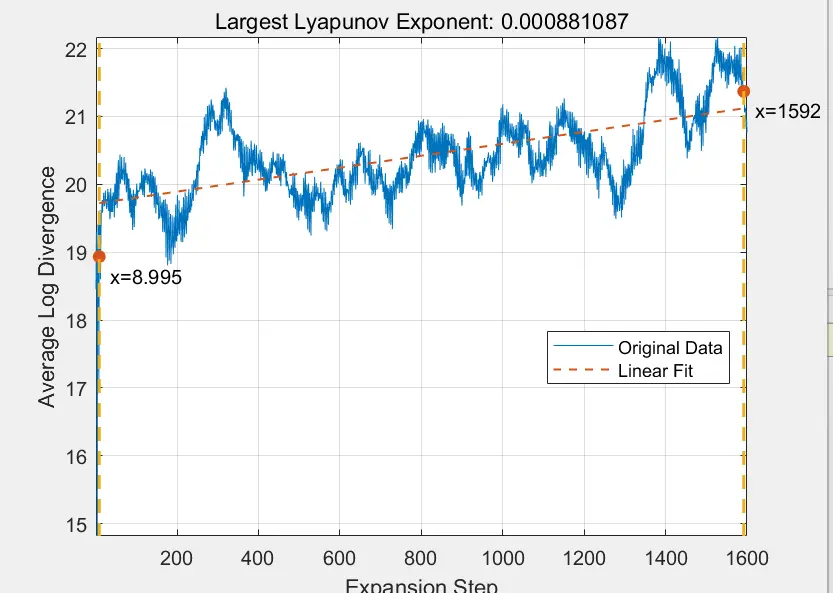 Largest Lyapunov Exponent: 0.000881087
22
21
20
19
18
17
16
15
Average Log Divergence
x=1592
x=8.995
Original Data
Linear Fit
200 400 600 800 1000 1200 1400 1600
Expansion Step